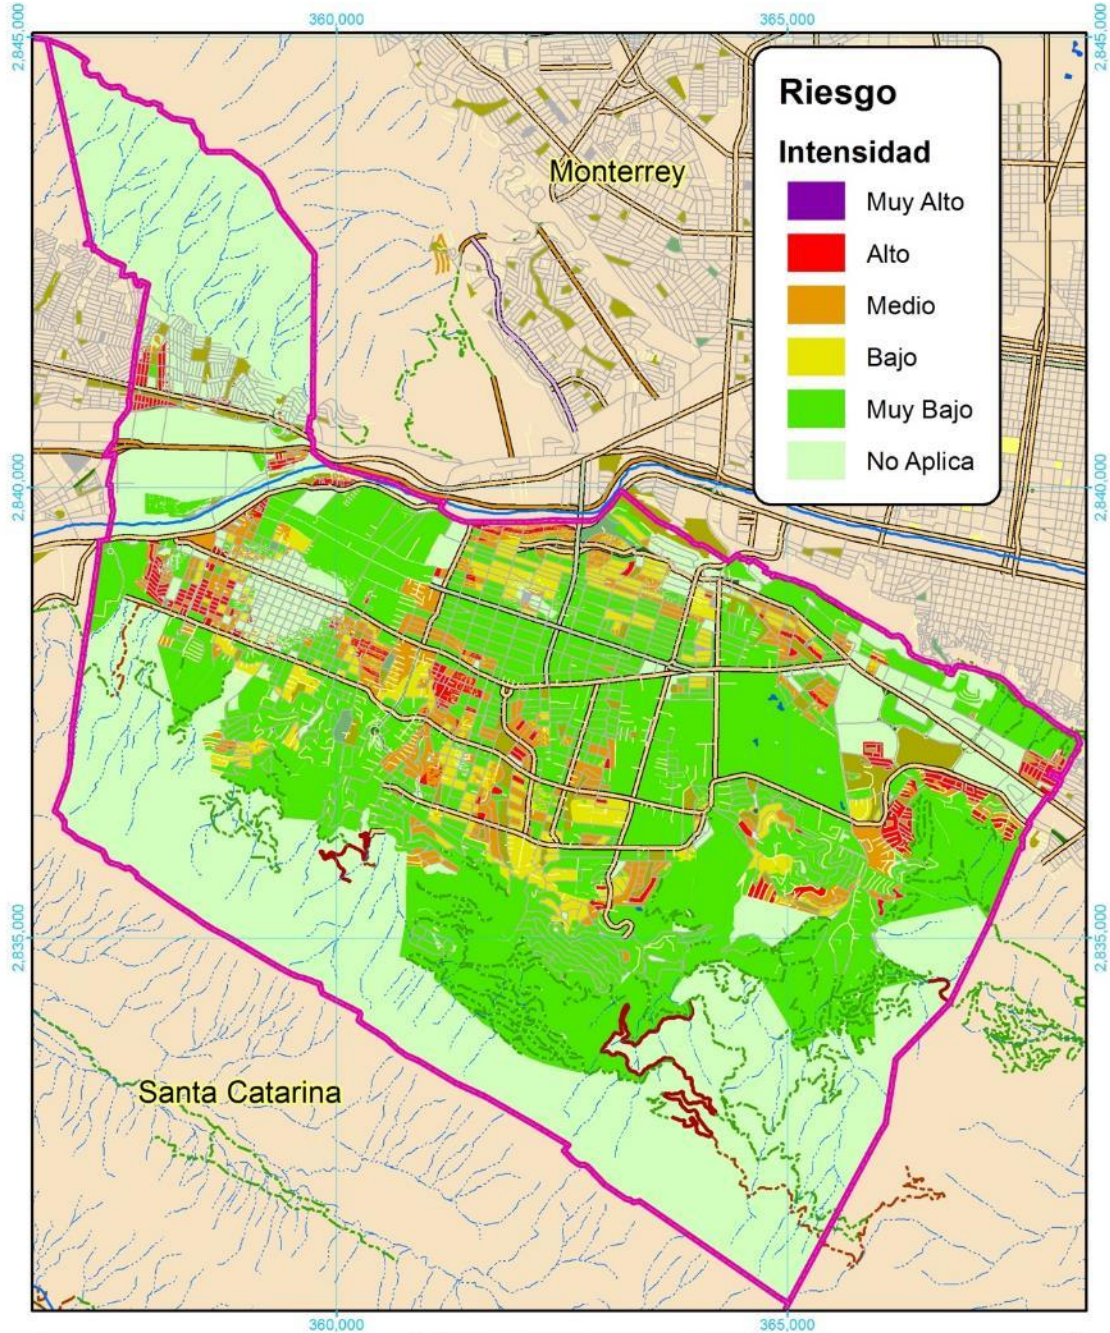 360,000
365,000
2,845,000
2,845,000
Riesgo
Intensidad
Muy Alto
Alto
Medio
Bajo
Muy Bajo
No Aplica
Monterrey
2,840,000
2,840,000
2,835,000
2,835,000
Santa Catarina
360,000
365,000